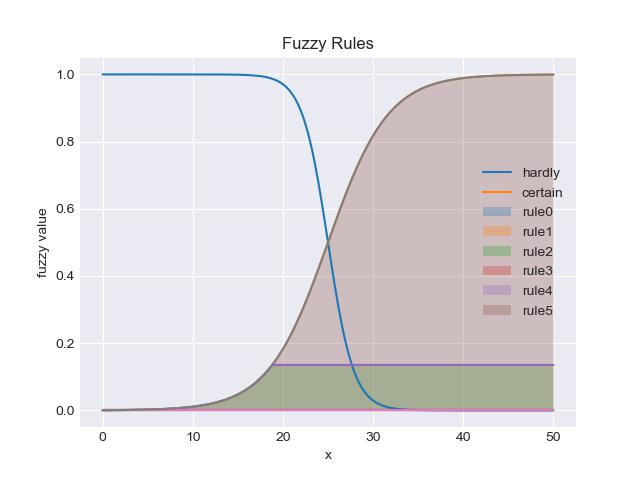 Fuzzy Rules
1.0
0.8
0.6
0.4
0.2
0.0
fuzzy value
hardly
certain
rule0
rule1
rule2
rule3
rule4
rule5
0 10 20 30 40 50
x